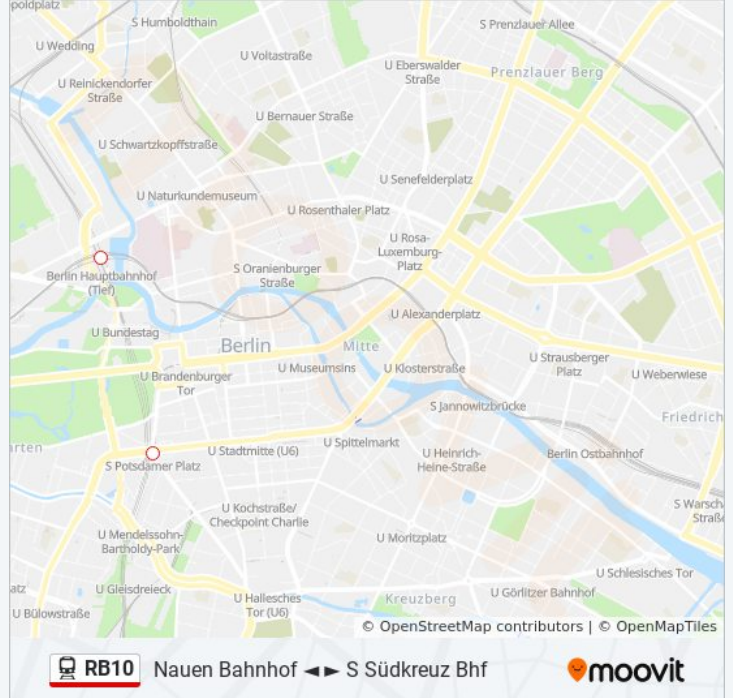 poldplatz
S Humboldthain
S Prenzlauer Allee
U Wedding
U Voltastraße
U Eberswalder
Straße
Prenzlauer Berg
U Reinickendorfer
Straße
U Bernauer Straße
U Schwartzkopffstraße
U Senefelderplatz
U Naturkundemuseum
U Rosenthaler Platz
U Rosa-
Luxemburg-
Platz
S Oranienburger
Straße
Berlin Hauptbahnhof
(Tief)
U Alexanderplatz
U Bundestag
Berlin
Mitte
U Strausberger
Platz
U Museumsins
U Klosterstraße
U Weberwiese
U Brandenburger
Tor
S Jannowitzbrücke
Friedrich
U Spittelmarkt
arten
U Stadtmitte (U6)
U Heinrich-
Heine-Straße
Berlin Ostbahnhof
S Potsdamer Platz
S Warsch
Straße
U Kochstraße/
Checkpoint Charlie
U Mendelssohn-
Bartholdy-Park
U Moritzplatz
U Schlesisches Tor
atz
U Gleisdreieck
U Hallesches
Tor (U6)
Kreuzberg
U Görlitzer Bahnhof
U Bülowstraße
© OpenStreetMap contributors | © OpenMapTiles
RB10 Nauen Bahnhof ◄► S Südkreuz Bhf
moovit